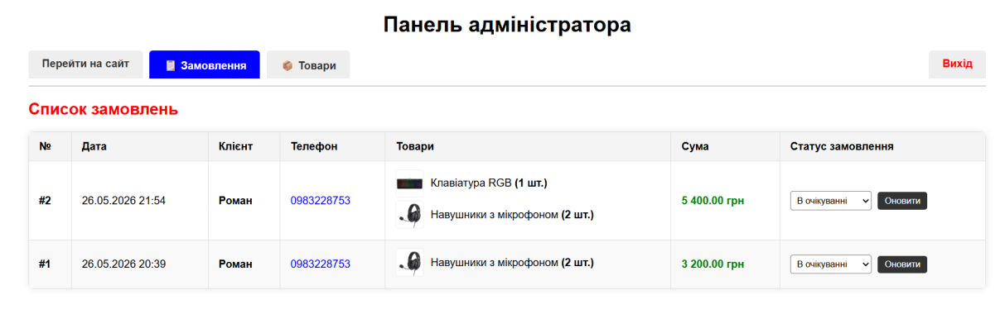 Панель адміністратора
Перейти на сайт Замовлення Товари Вихід
Список замовлень
№ Дата Клієнт Телефон Товари Сума Статус замовлення
#2 26.05.2026 21:54 Роман 0983228753 Клавіатура RGB (1 шт.) Навушники з мікрофоном (2 шт.) 5 400.00 грн В очікуванні Оновити
#1 26.05.2026 20:39 Роман 0983228753 Навушники з мікрофоном (2 шт.) 3 200.00 грн В очікуванні Оновити